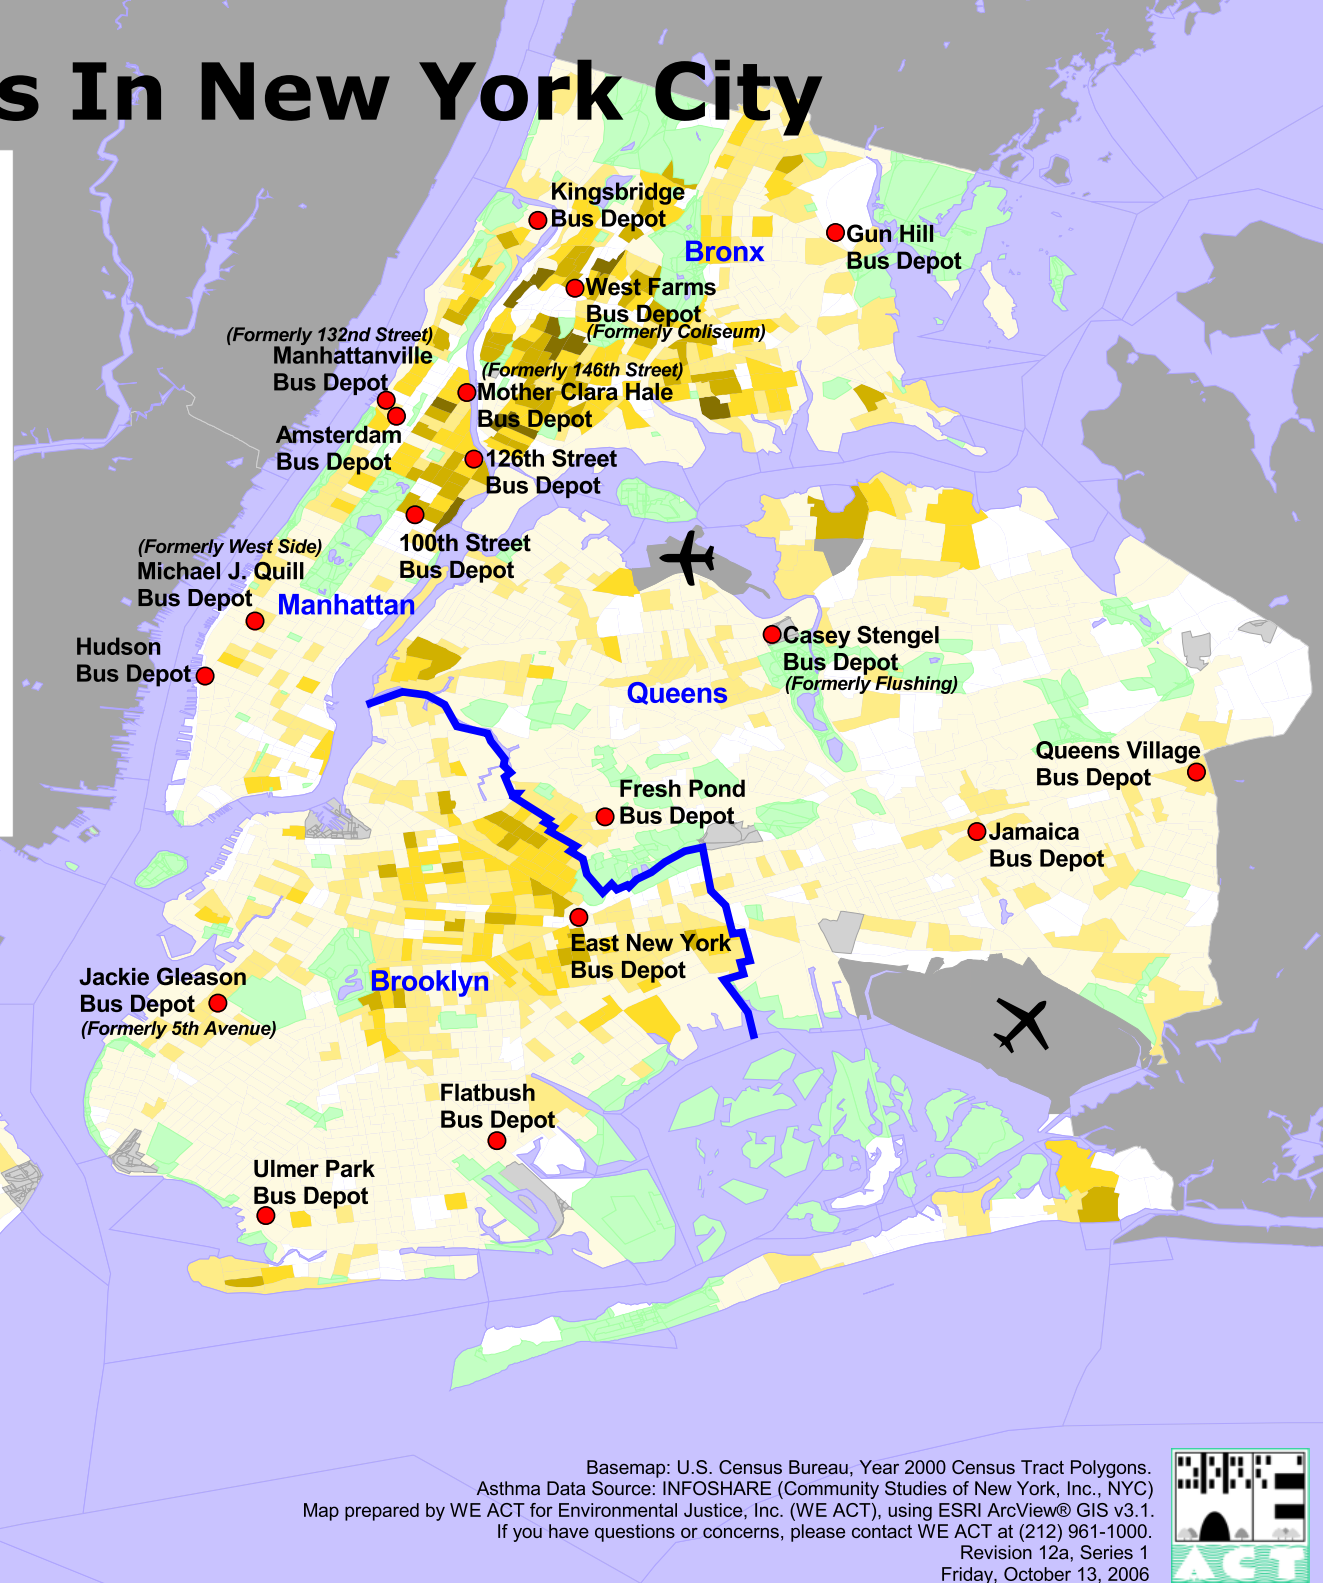 s In New York City
Kingsbridge
Bus Depot
Gun Hill
Bus Depot
Bronx
West Farms
Bus Depot
(Formerly Coliseum)
(Formerly 132nd Street)
Manhattanville
Bus Depot
(Formerly 146th Street)
Mother Clara Hale
Bus Depot
Amsterdam
Bus Depot
126th Street
Bus Depot
100th Street
Bus Depot
(Formerly West Side)
Michael J. Quill
Bus Depot
Manhattan
Hudson
Bus Depot
Casey Stengel
Bus Depot
(Formerly Flushing)
Queens
Queens Village
Bus Depot
Fresh Pond
Bus Depot
Jamaica
Bus Depot
East New York
Bus Depot
Brooklyn
Jackie Gleason
Bus Depot
(Formerly 5th Avenue)
Flatbush
Bus Depot
Ulmer Park
Bus Depot
Basemap: U.S. Census Bureau, Year 2000 Census Tract Polygons.
Asthma Data Source: INFOSHARE (Community Studies of New York, Inc., NYC)
Map prepared by WE ACT for Environmental Justice, Inc. (WE ACT), using ESRI ArcView® GIS v3.1.
If you have questions or concerns, please contact WE ACT at (212) 961-1000.
Revision 12a, Series 1
Friday, October 13, 2006
WE
ACT